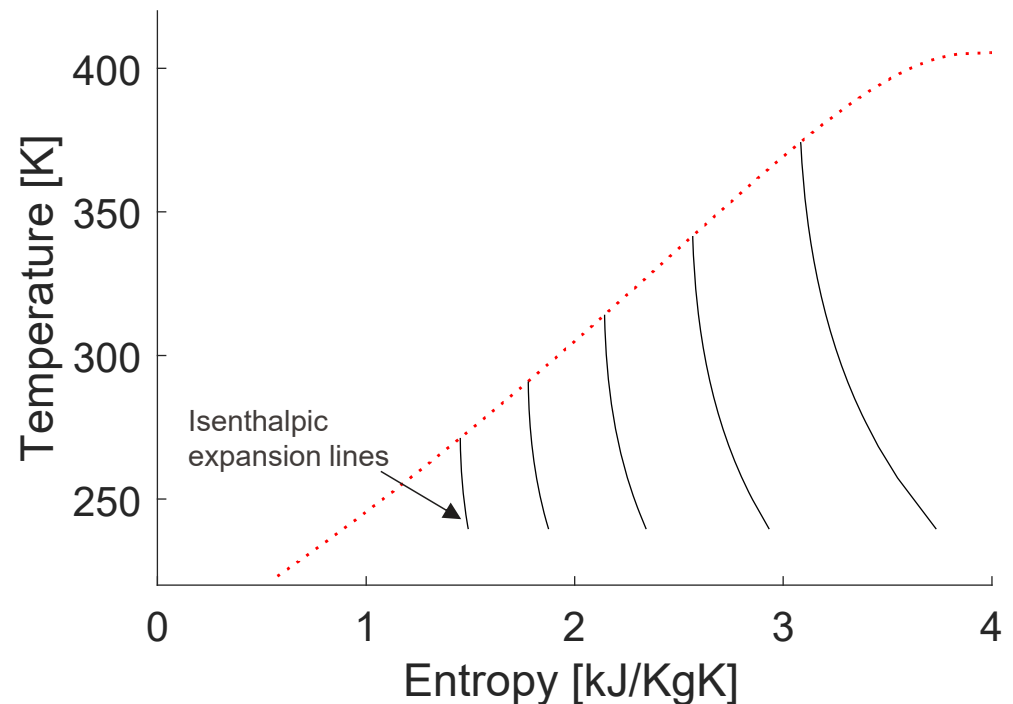 400
350
300
250
Temperature [K]
Isenthalpic
expansion lines
0 1 2 3 4
Entropy [kJ/KgK]